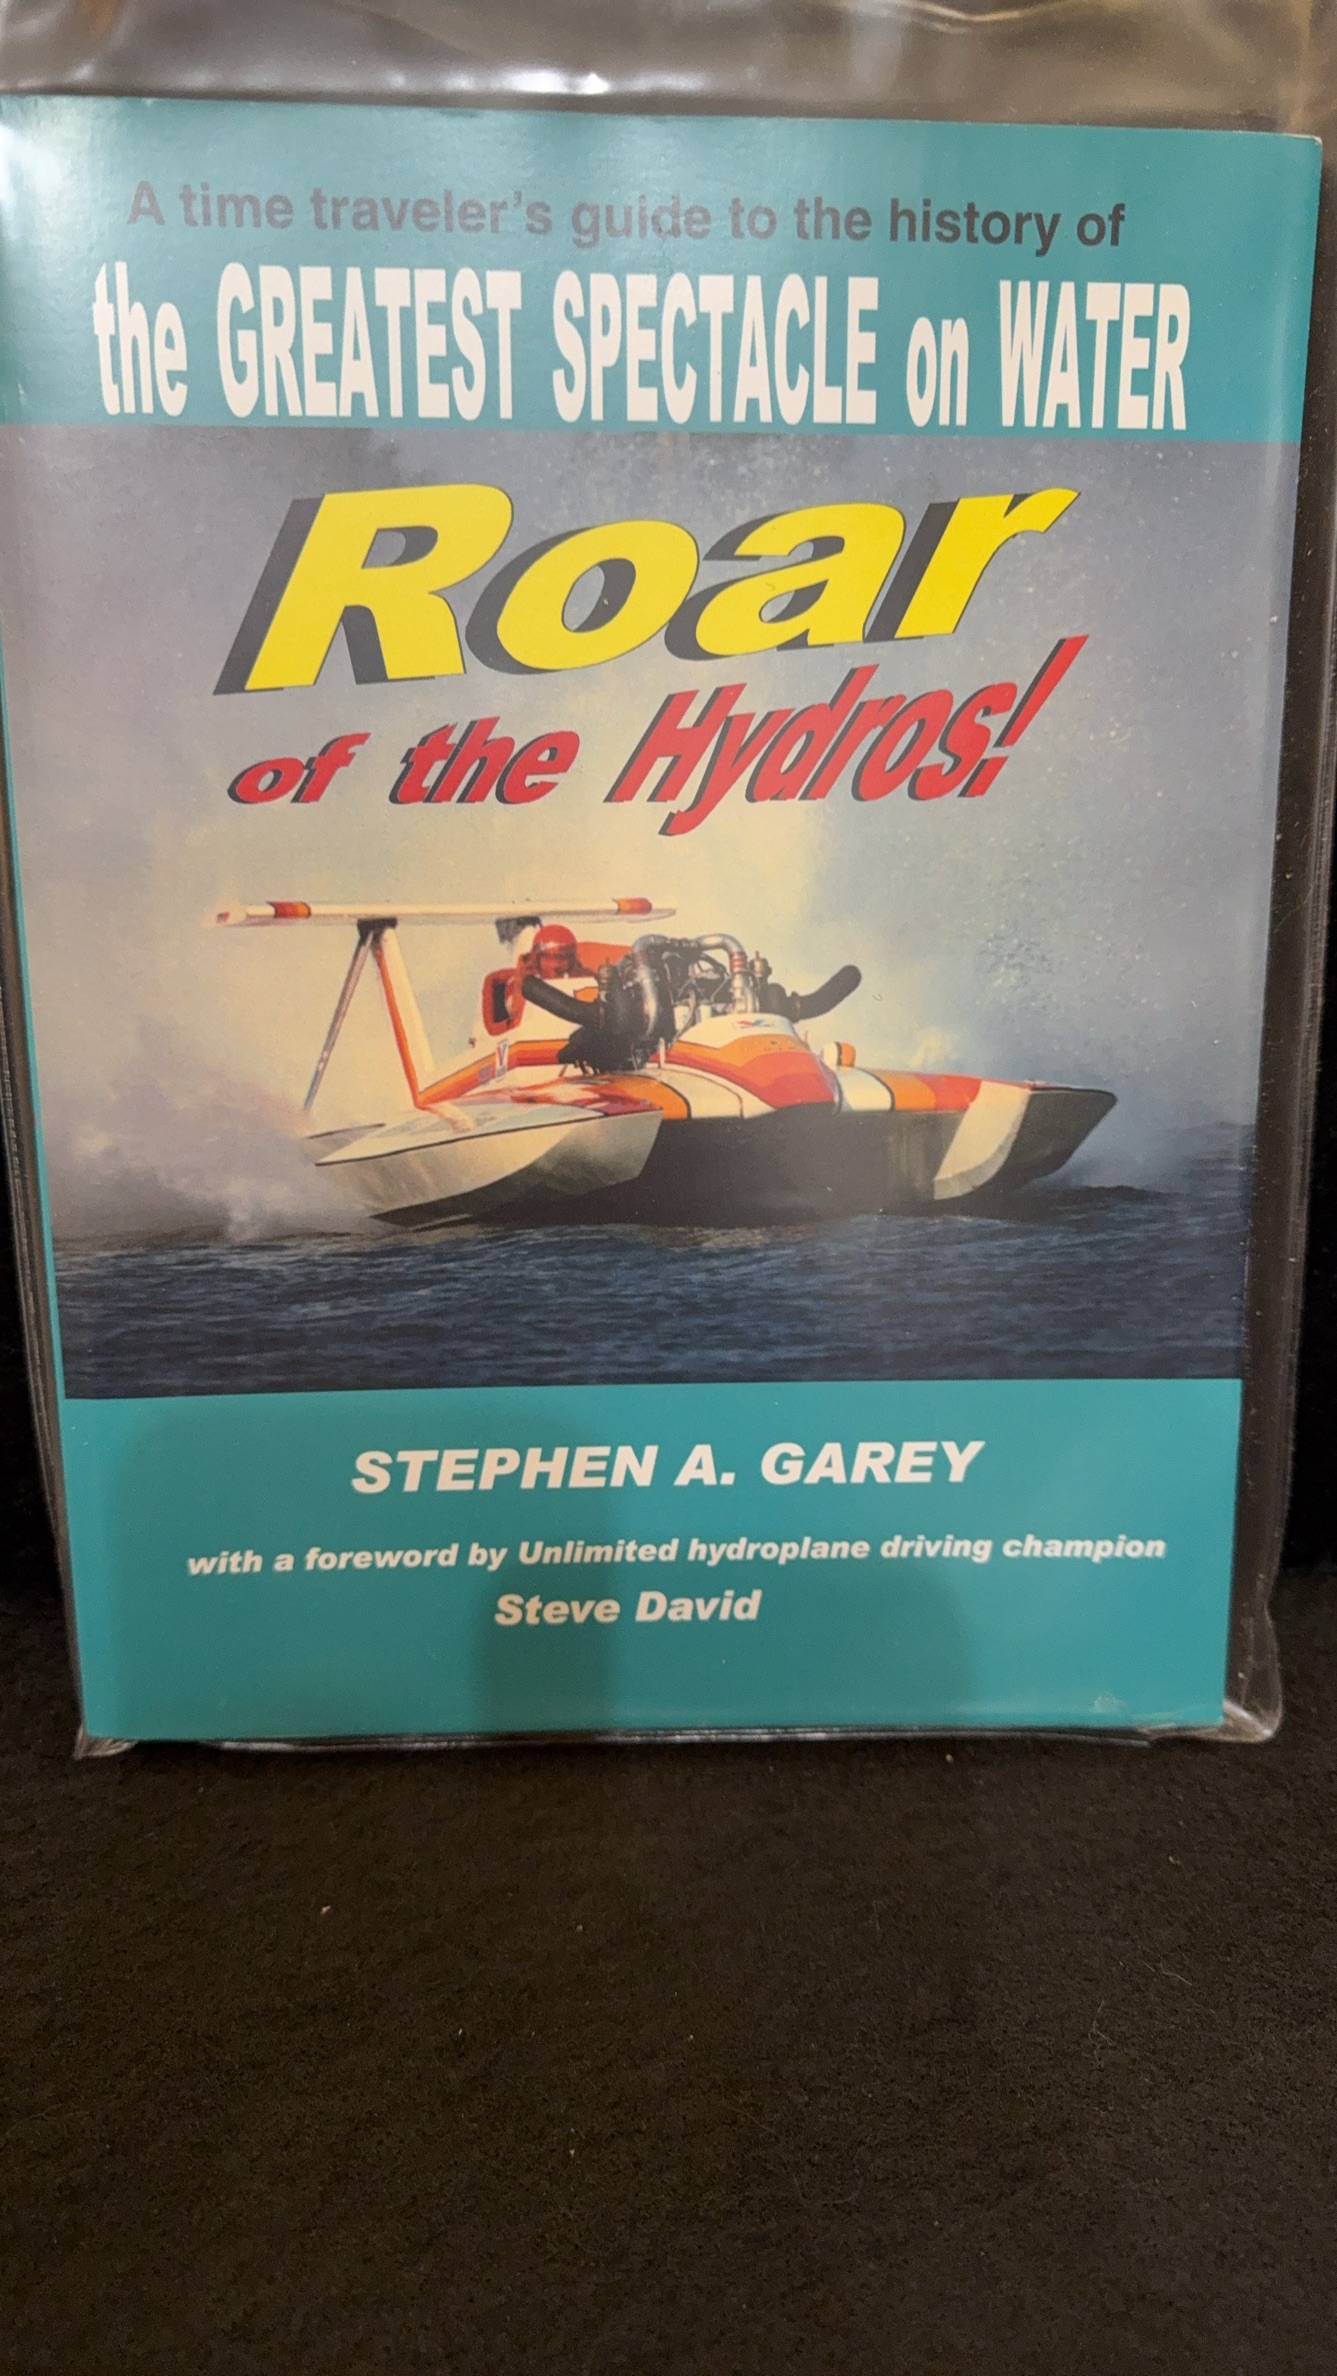 A time traveler's guide to the history of
the GREATEST SPECTACLE on WATER
Roar
of the Hydros!
STEPHEN A. GAREY
with a foreword by Unlimited hydroplane driving champion
Steve David